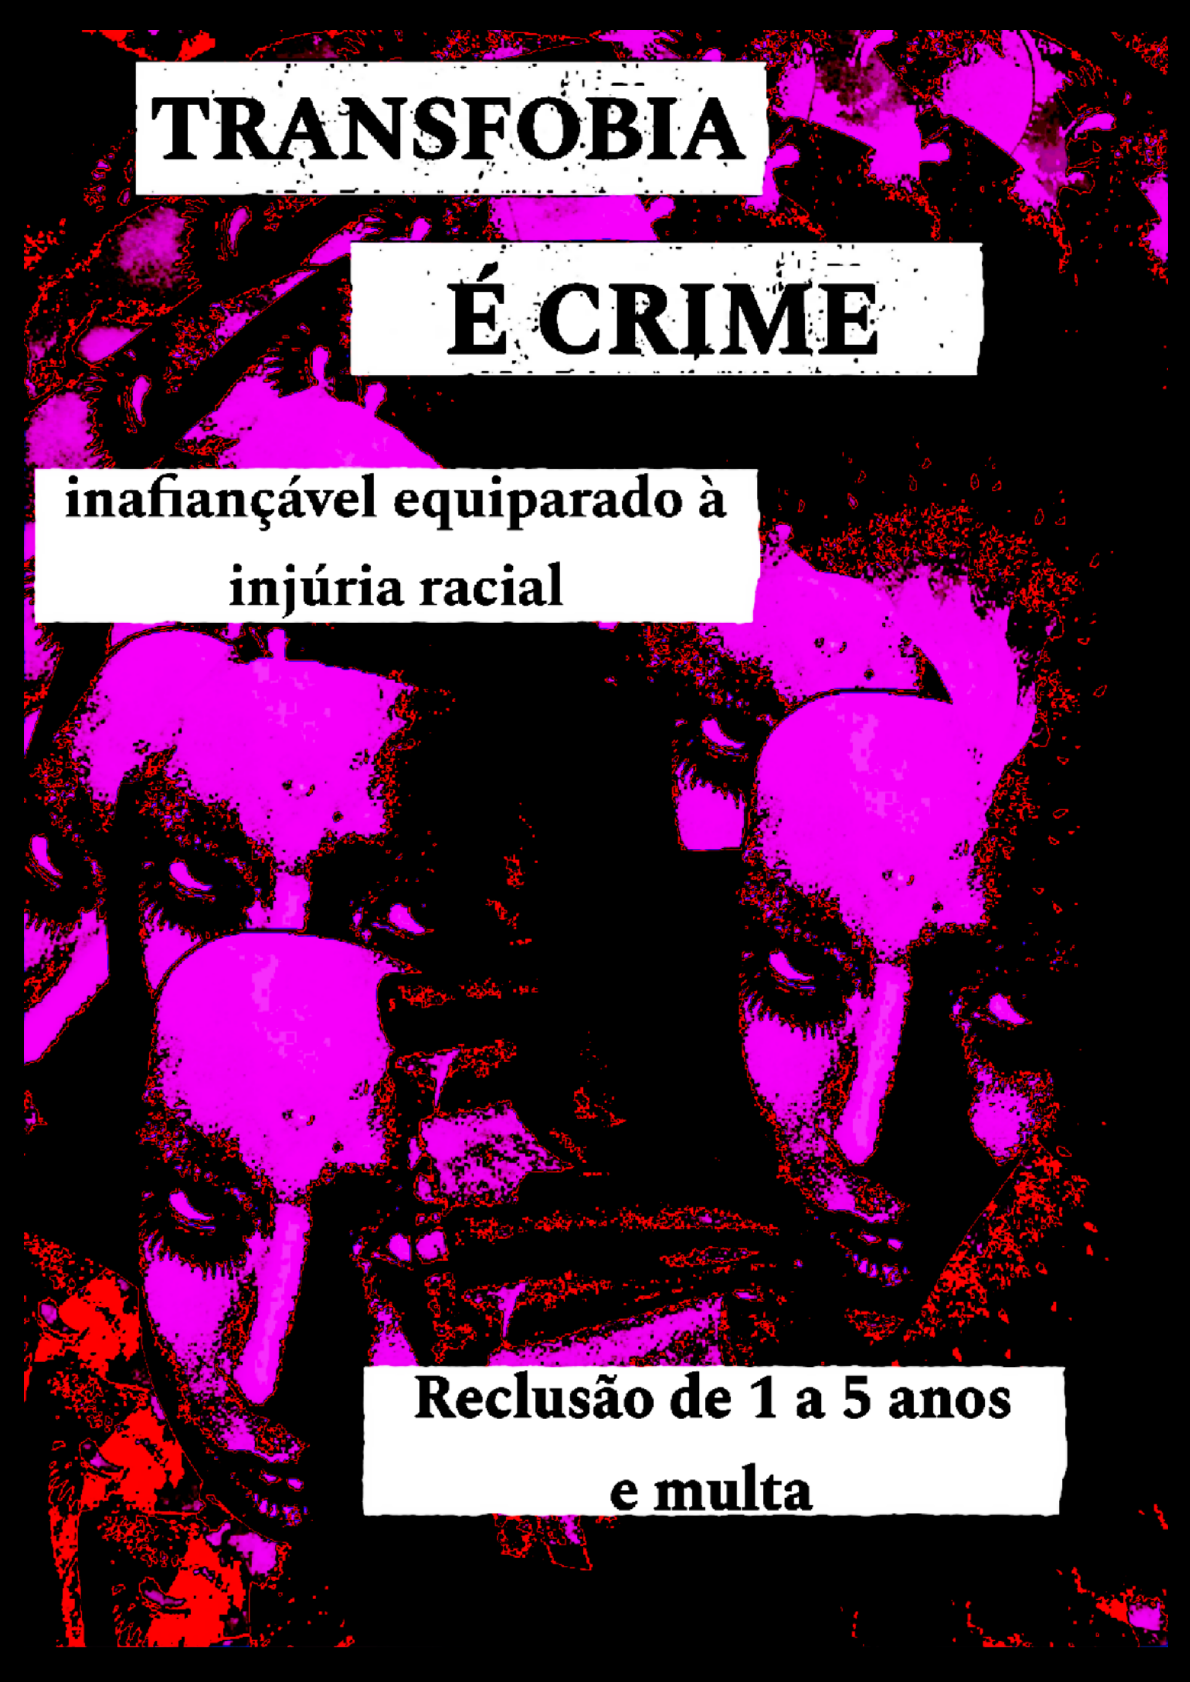 TRANSFOBIA
É CRIME
inafiançável equiparado à
injúria racial
Reclusão de 1 a 5 anos
e multa